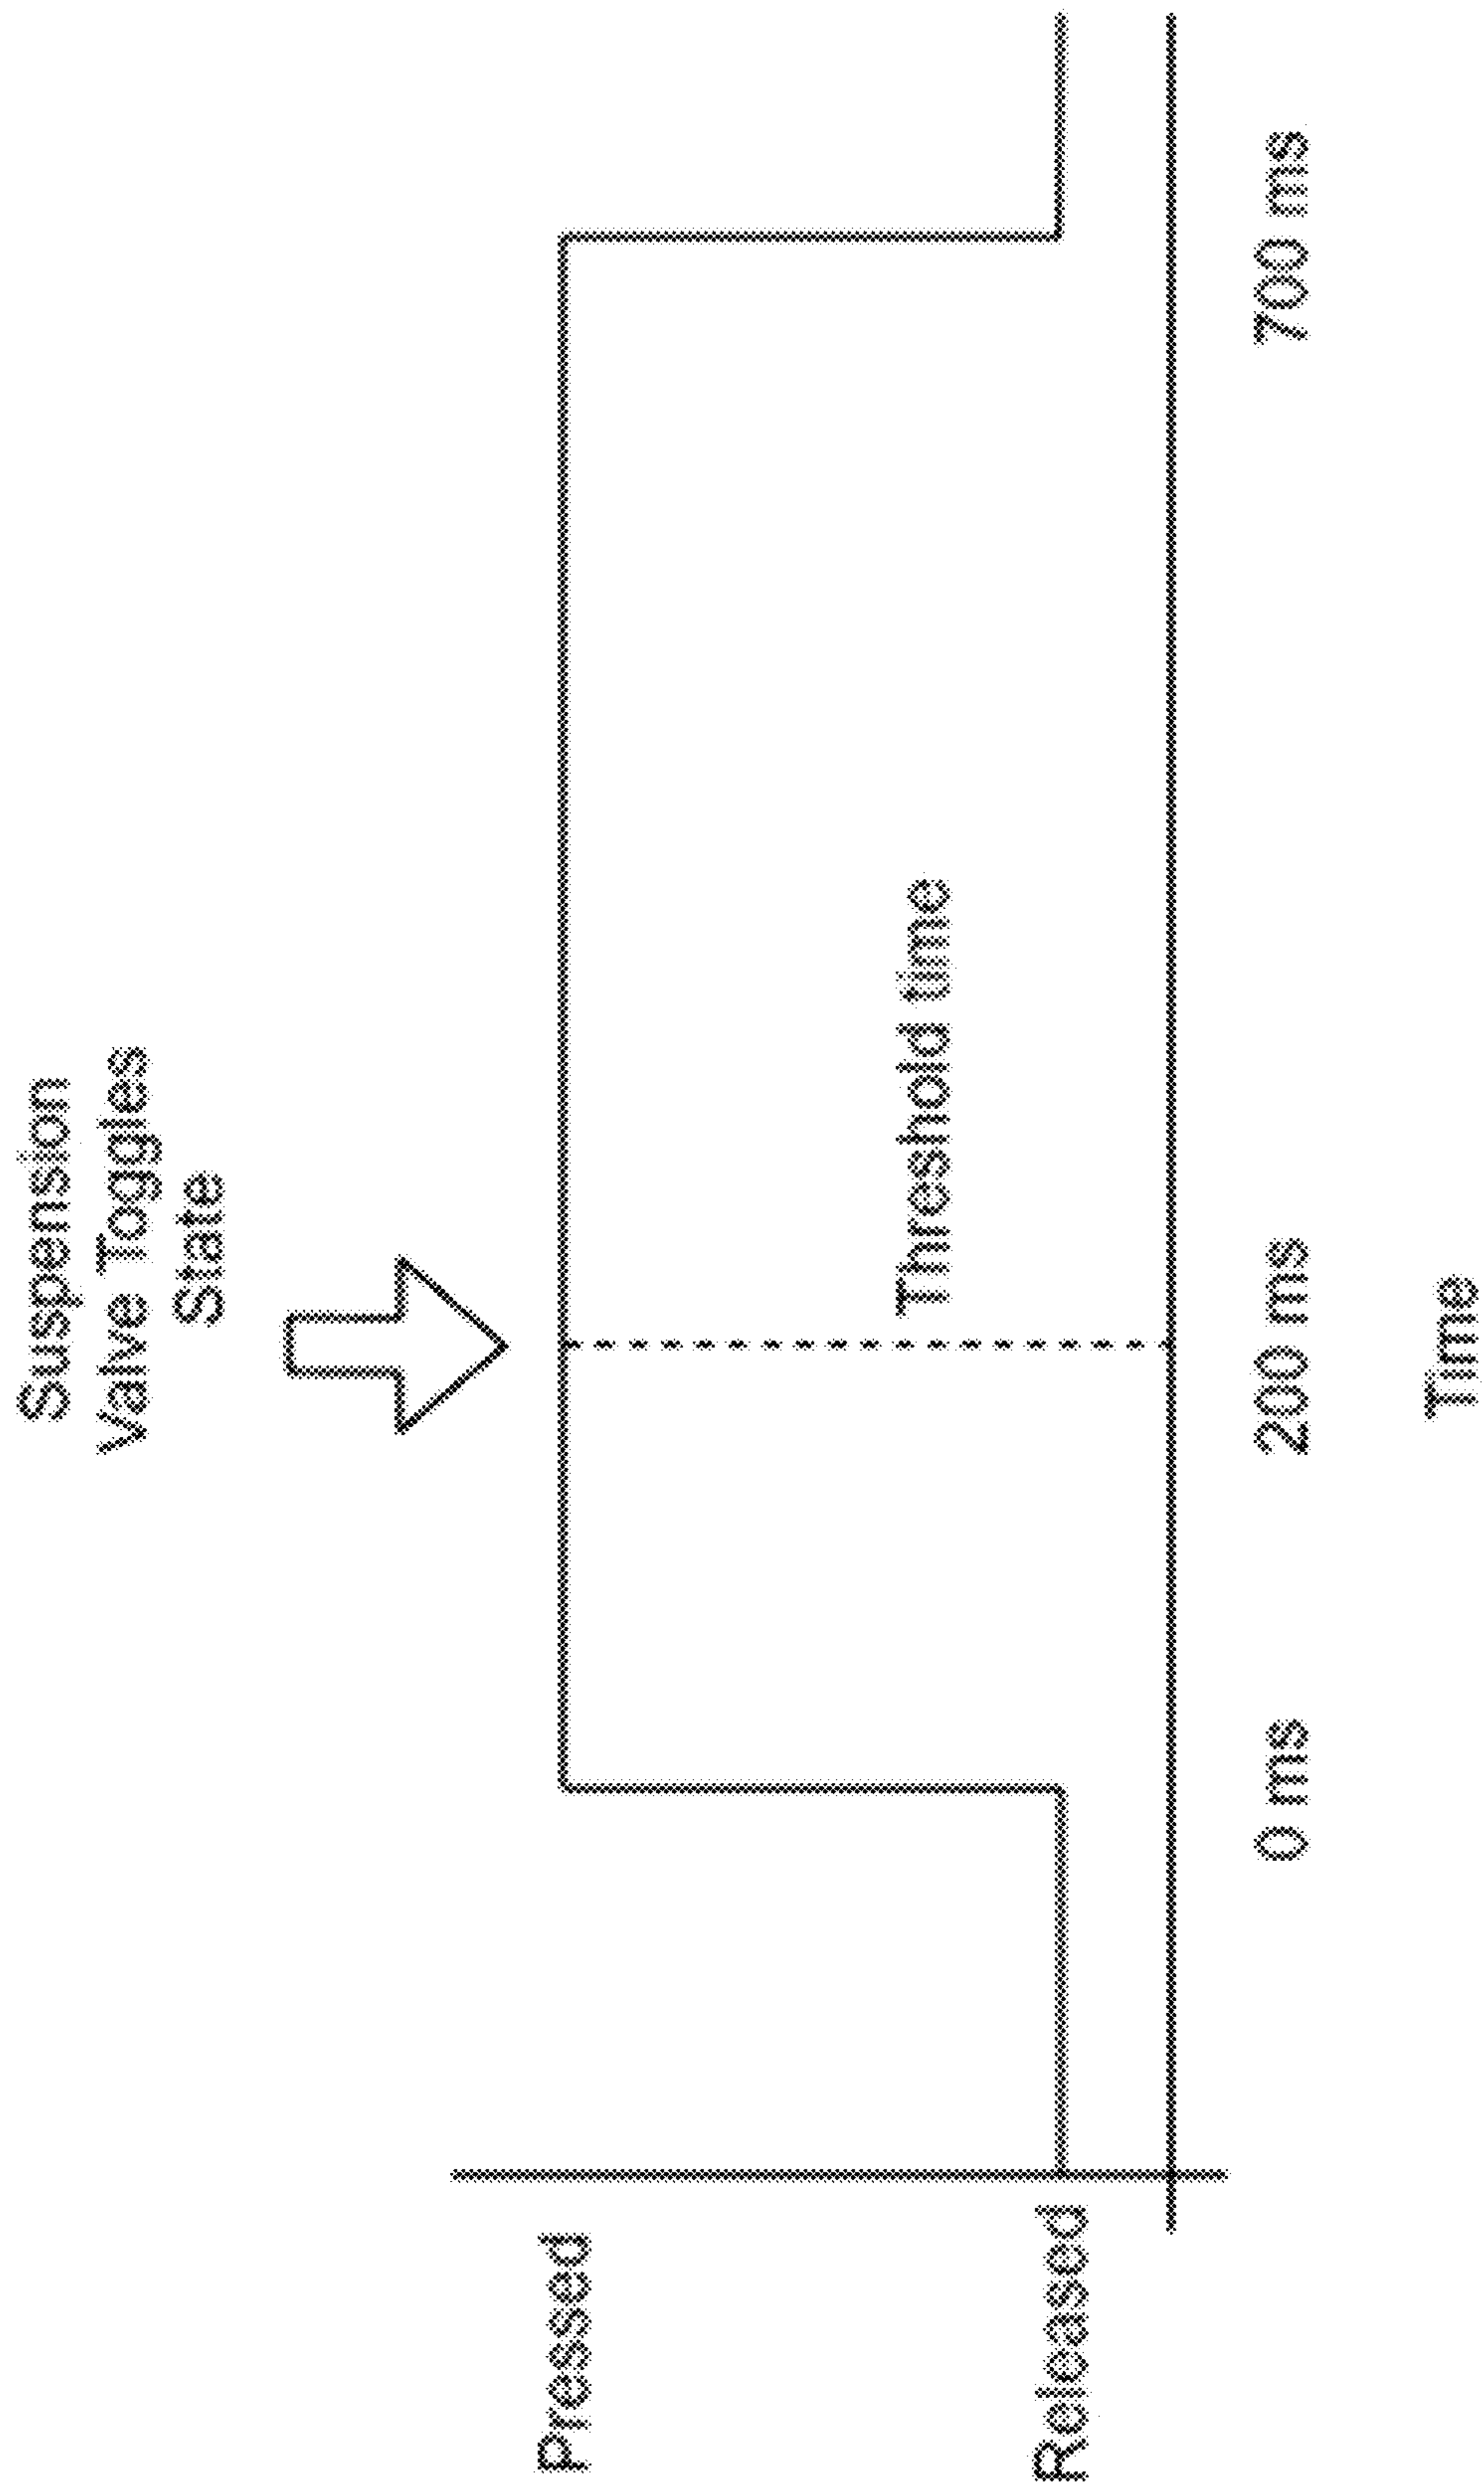 Suspension
Valve Toggles
State
Pressed
Threshold time
Released
0 ms
200 ms
700 ms
Time